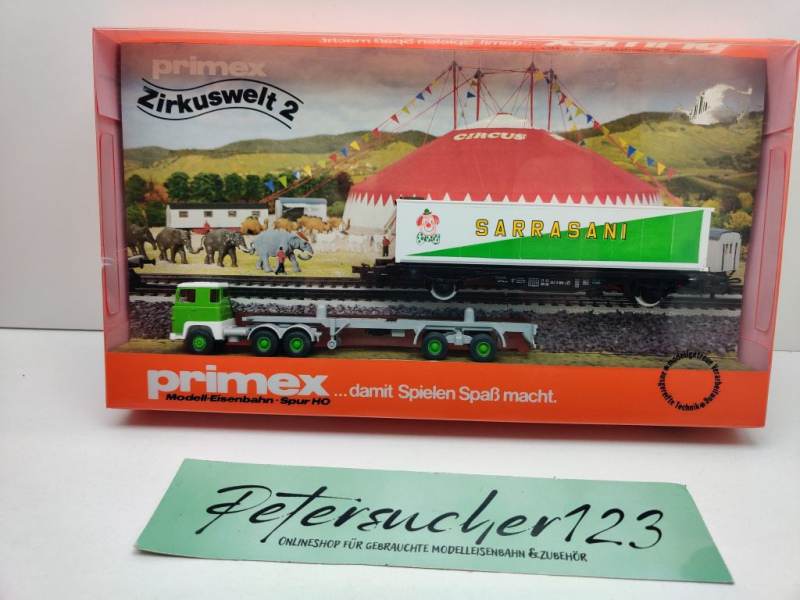 primex
Zirkuswelt 2
CIRCUS
SARRASANI
primex
Modell-Eisenbahn · Spur HO
...damit Spielen Spaß macht.
Petersucher123
ONLINESHOP FÜR GEBRAUCHTE MODELLEISENBAHN & ZUBEHÖR